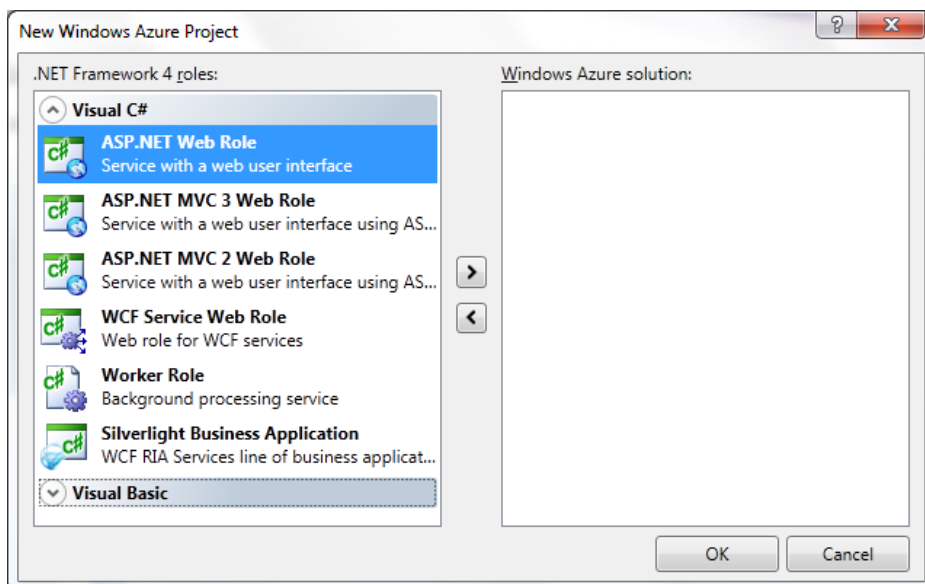 New Windows Azure Project
?
.NET Framework 4 roles:
Windows Azure solution:
Visual C#
C#
ASP.NET Web Role
Service with a web user interface
C#
ASP.NET MVC 3 Web Role
Service with a web user interface using AS...
C#
ASP.NET MVC 2 Web Role
Service with a web user interface using AS...
C#
WCF Service Web Role
Web role for WCF services
C#
Worker Role
Background processing service
C#
Silverlight Business Application
WCF RIA Services line of business applicat...
Visual Basic
>
<
OK
Cancel